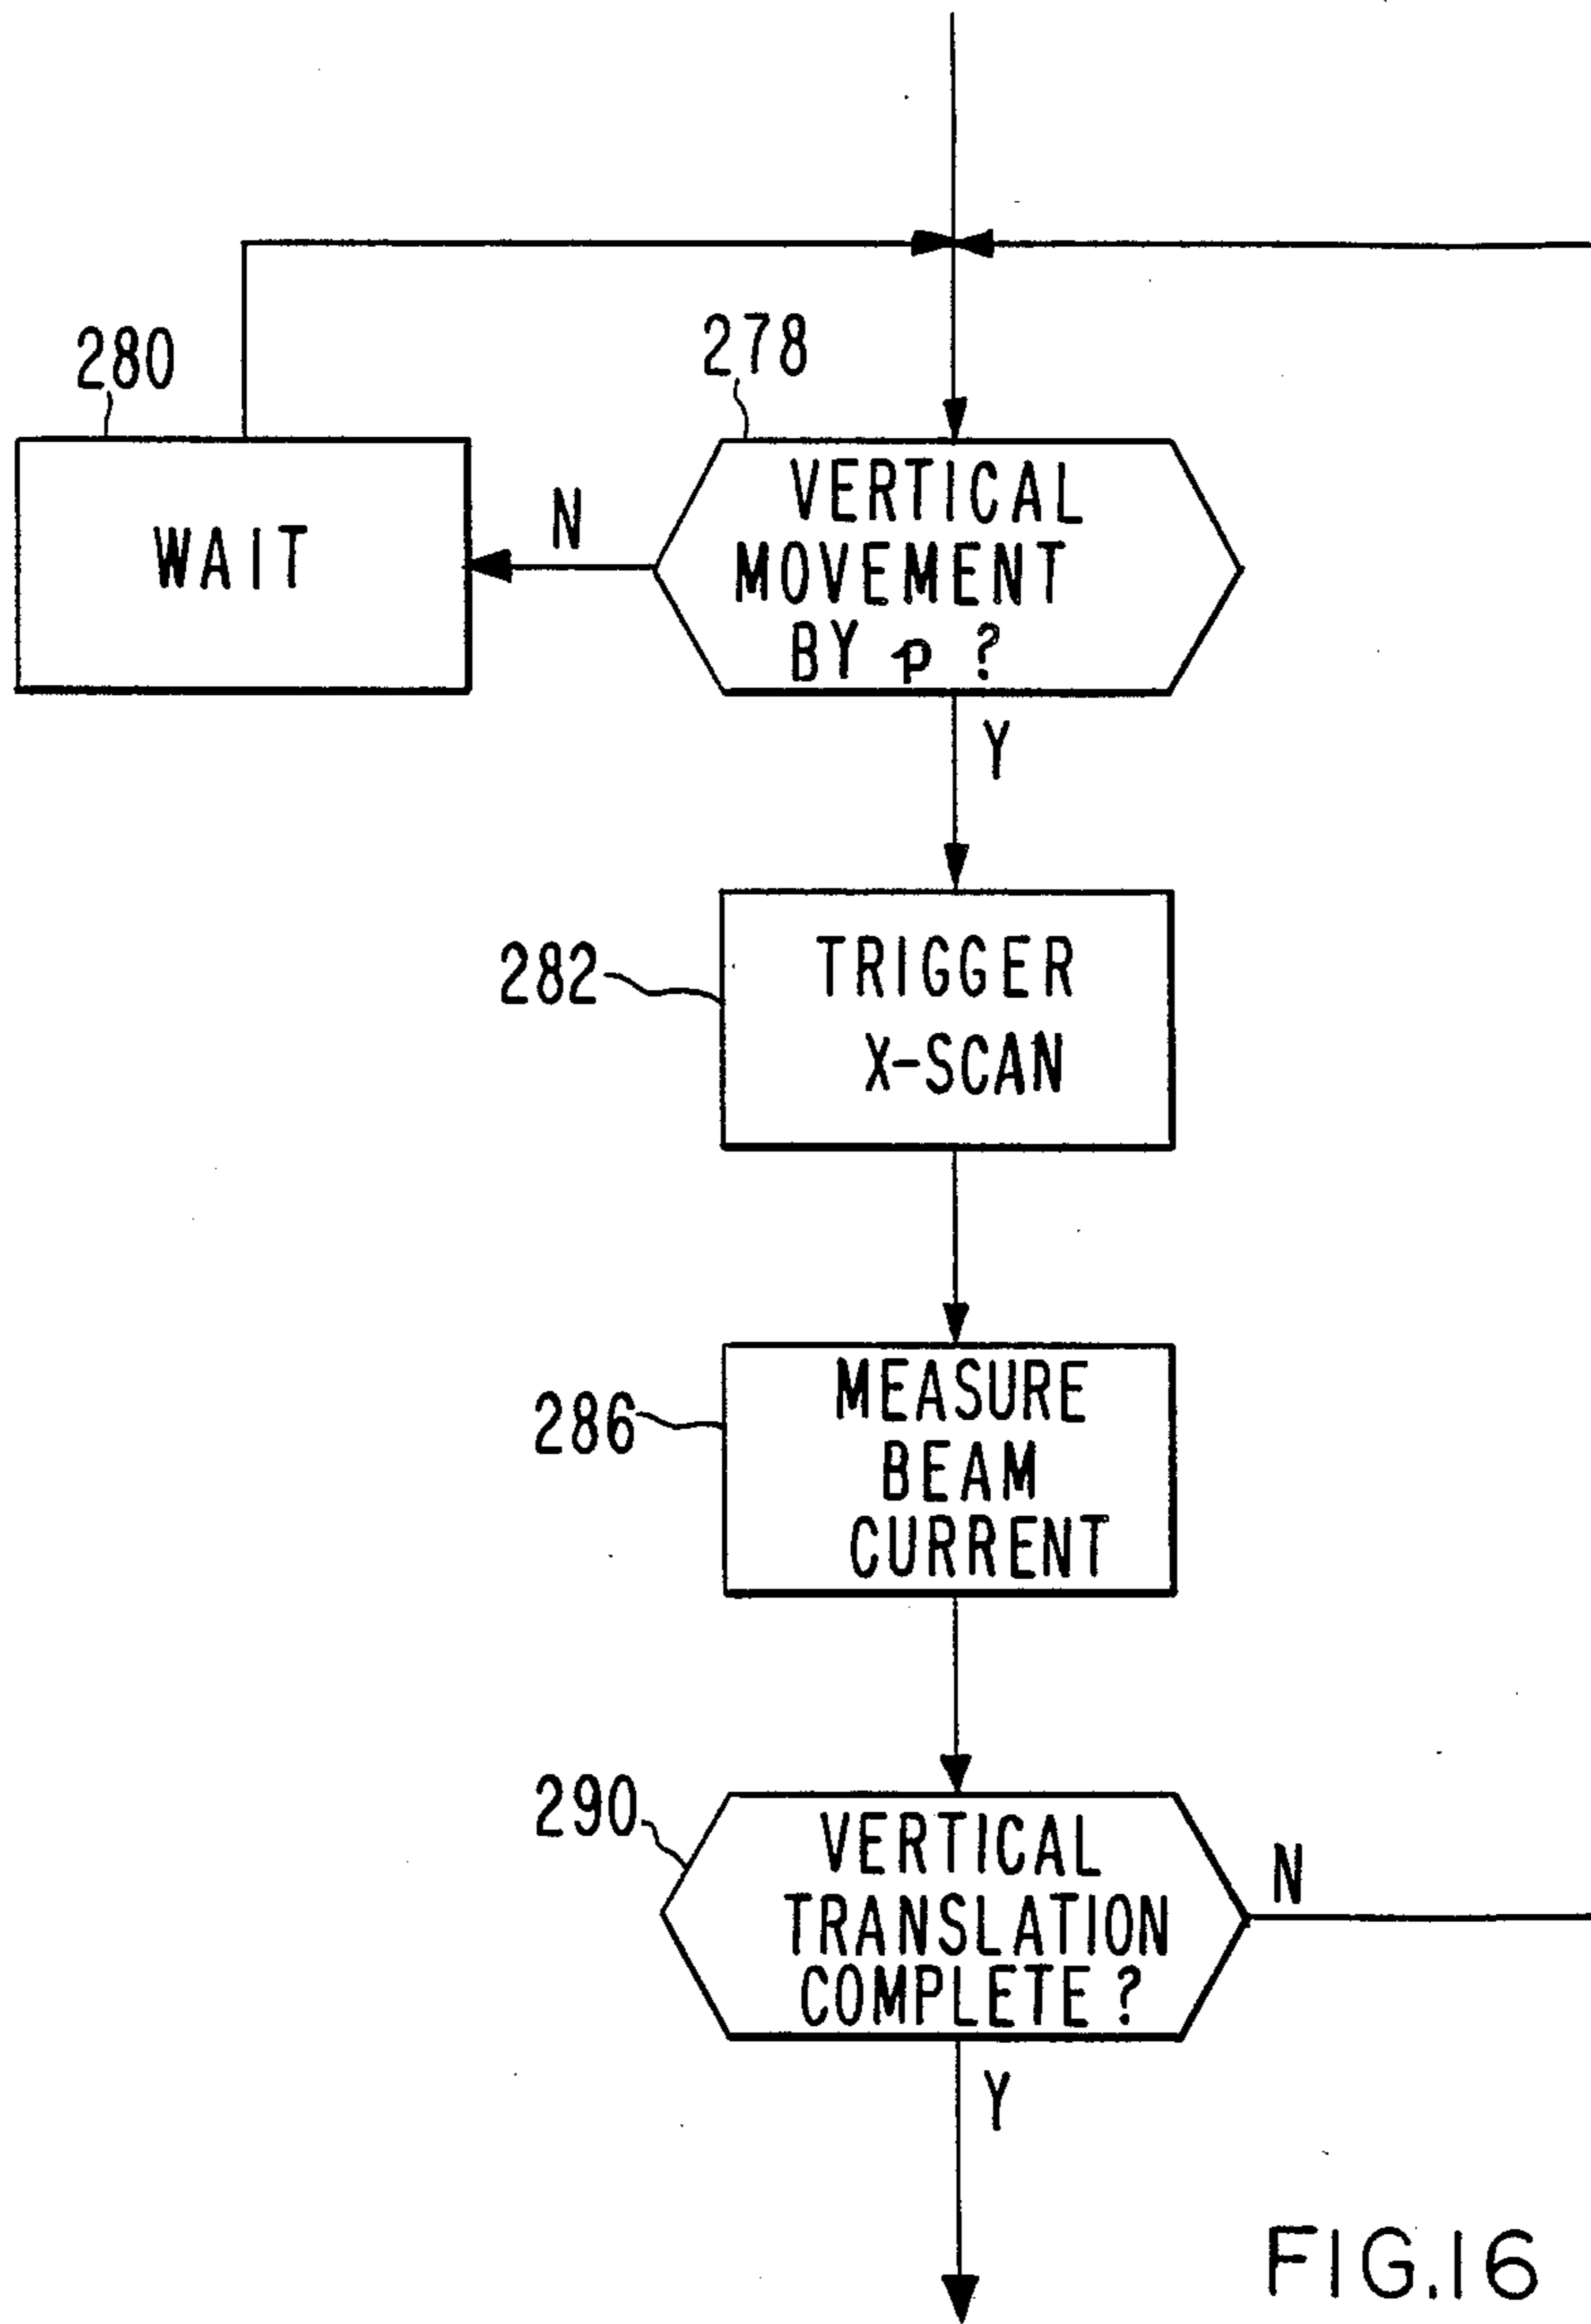 280
278
WAIT
N
VERTICAL
MOVEMENT
BY p ?
Y
282
TRIGGER
X-SCAN
286
MEASURE
BEAM
CURRENT
290
VERTICAL
TRANSLATION
COMPLETE ?
N
Y
FIG.16